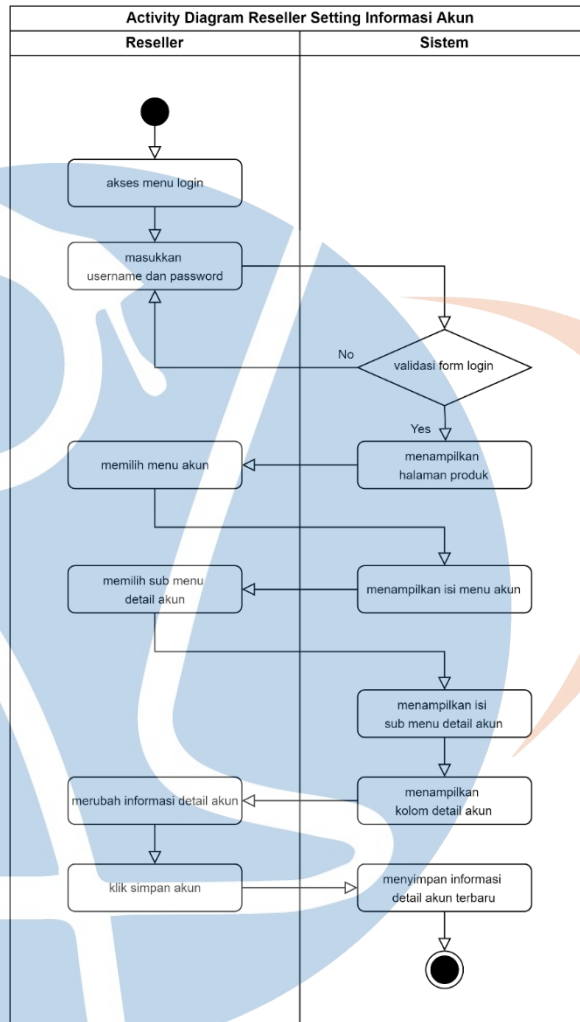 Activity Diagram Reseller Setting Informasi Akun
Reseller
Sistem
akses menu login
masukkan
username dan password
validasi form login
No
Yes
menampilkan
halaman produk
memilih menu akun
menampilkan isi menu akun
memilih sub menu
detail akun
menampilkan isi
sub menu detail akun
menampilkan
kolom detail akun
merubah informasi detail akun
klik simpan akun
menyimpan informasi
detail akun terbaru